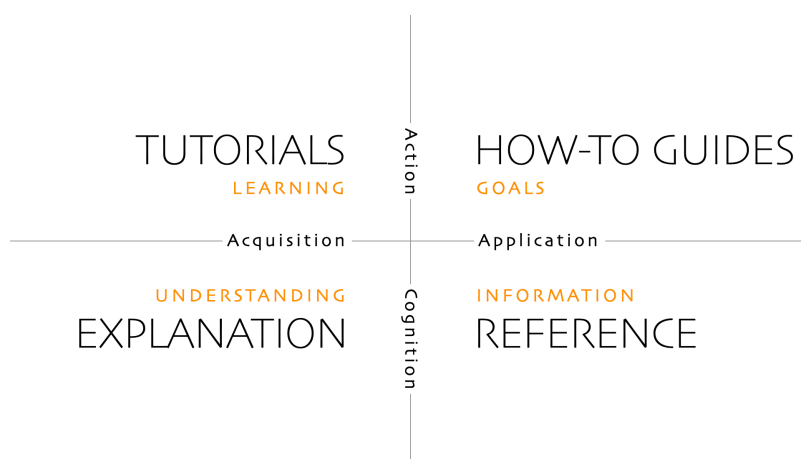 TUTORIALS
LEARNING
Action
HOW-TO GUIDES
GOALS
Acquisition
Application
UNDERSTANDING
EXPLANATION
Cognition
INFORMATION
REFERENCE